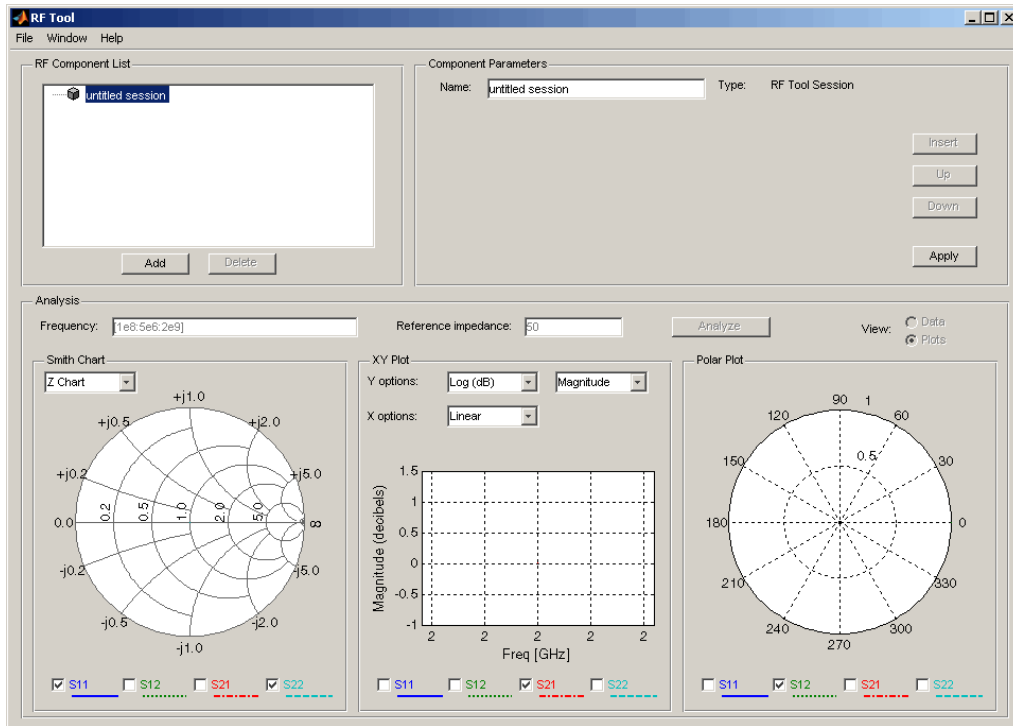 RF Tool
File Window Help
RF Component List
untitled session
Add Delete
Component Parameters
Name: untitled session Type: RF Tool Session
Insert
Up
Down
Apply
Analysis
Frequency: [1e8:5e6:2e9] Reference impedance: 50 Analyze View: Data
Plots
Smith Chart
Z Chart
+j1.0
+j0.5 +j2.0
+j0.2 +j5.0
0.0 0.2 0.5 1.0 2.0 5.0 ∞
-j0.2 -j5.0
-j0.5 -j2.0
-j1.0
S11 S12 S21 S22
XY Plot
Y options: Log (dB) Magnitude
X options: Linear
Magnitude (decibels)
1.5
1
0.5
0
-0.5
-1
2 2 2 2 2
Freq [GHz]
S11 S12 S21 S22
Polar Plot
90 1
120 60
0.5
150 30
180 0
210 330
240 300
270
S11 S12 S21 S22